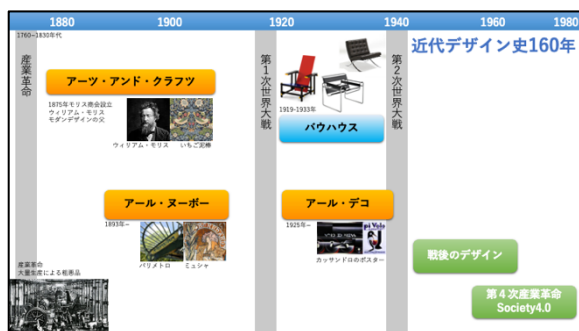 1880 1900 1920 1940 1960 1980
1760~1830年代
近代デザイン史160年
産業革命
アーツ・アンド・クラフツ
1875年モリス商会設立
ウィリアム・モリス
モダンデザインの父
ウィリアム・モリス
いちご泥棒
第1次世界大戦
1919-1933年
バウハウス
第2次世界大戦
アール・ヌーボー
1893年~
パリメトロ
ミュシャ
アール・デコ
1925年~
カッサンドロのポスター
戦後のデザイン
第４次産業革命
Society4.0
産業革命
大量生産による粗悪品